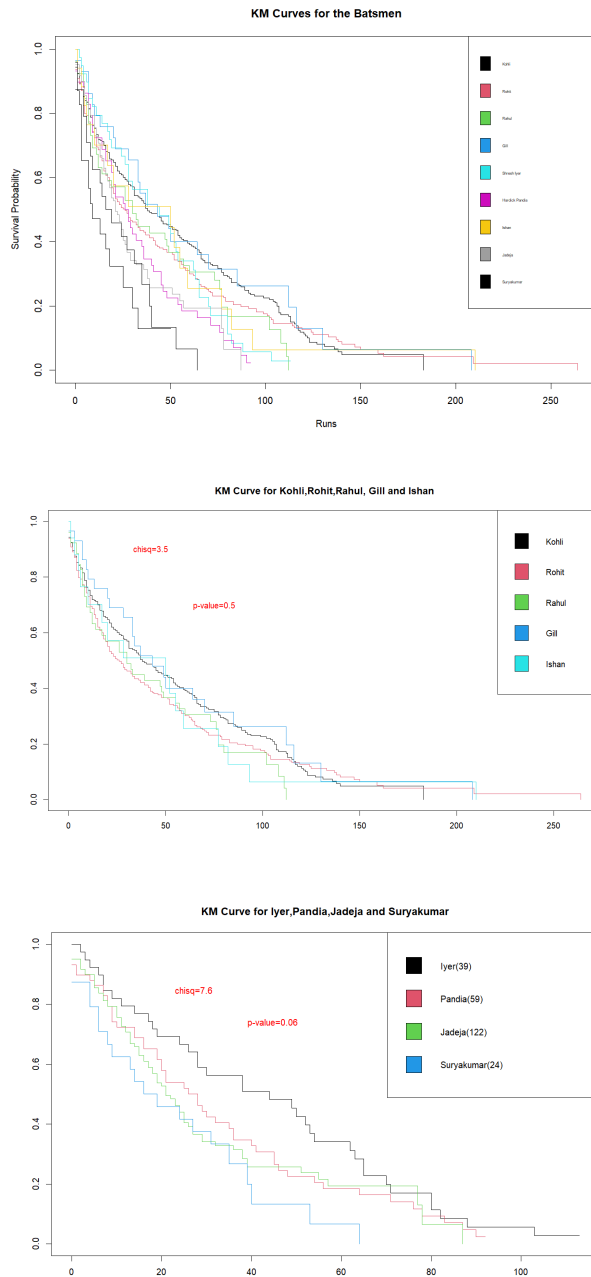 KM Curves for the Batsmen
Survival Probability
1.0
0.8
0.6
0.4
0.2
0.0
Kohli
Rohit
Rahul
Gill
Shreyas Iyer
Hardick Pandia
Ishan
Jadeja
Suryakumar
0 50 100 150 200 250
Runs
KM Curve for Kohli,Rohit,Rahul, Gill and Ishan
1.0
0.8
0.6
0.4
0.2
0.0
chisq=3.5
p-value=0.5
Kohli
Rohit
Rahul
Gill
Ishan
0 50 100 150 200 250
KM Curve for Iyer,Pandia,Jadeja and Suryakumar
1.0
0.8
0.6
0.4
0.2
0.0
chisq=7.6
p-value=0.06
Iyer(39)
Pandia(59)
Jadeja(122)
Suryakumar(24)
0 20 40 60 80 100